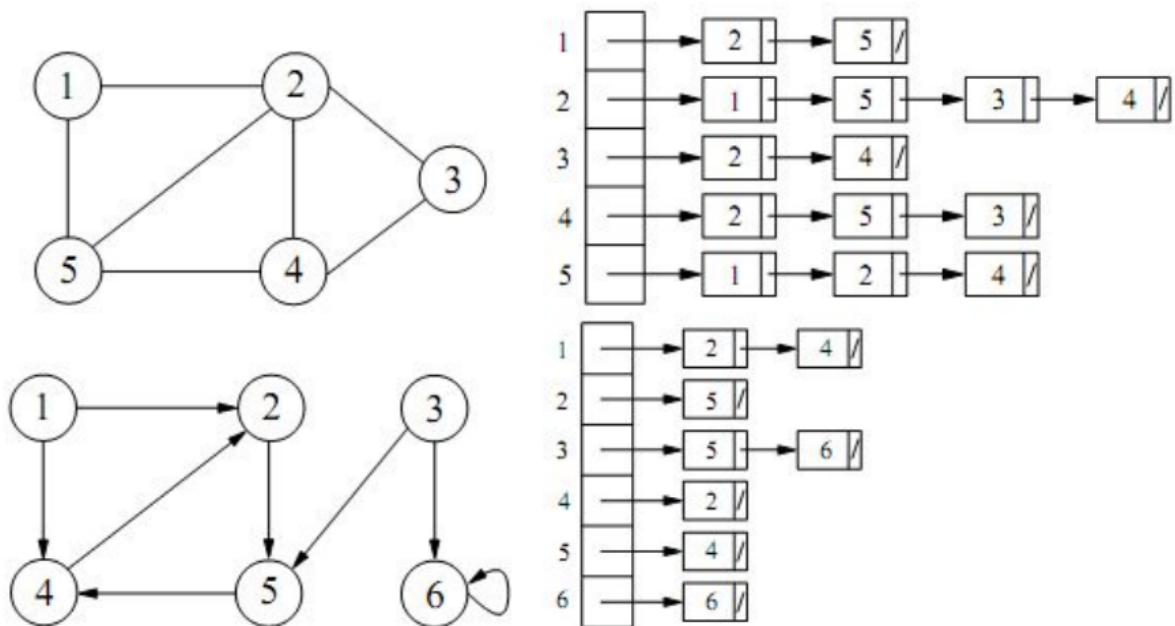 1 2 5 /
1 2
2 1 5 3 4 /
3 2 4 /
3
4 2 5 3 /
5 4
5 1 2 4 /
1 2 4 /
1 2 3
2 5 /
3 5 6 /
4 2 /
5 4 /
4 5 6
6 6 /